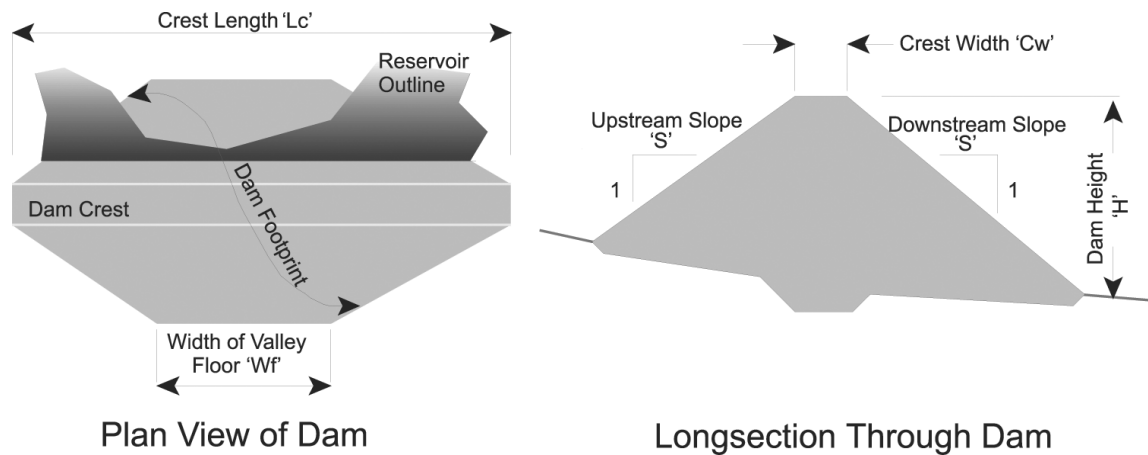 Crest Length ‘Lc’
Reservoir
Outline
Dam Footprint
Dam Crest
Width of Valley
Floor ‘Wf’
Plan View of Dam
Crest Width ‘Cw’
Upstream Slope
‘S’
1
Downstream Slope
‘S’
1
Dam Height
‘H’
Longsection Through Dam